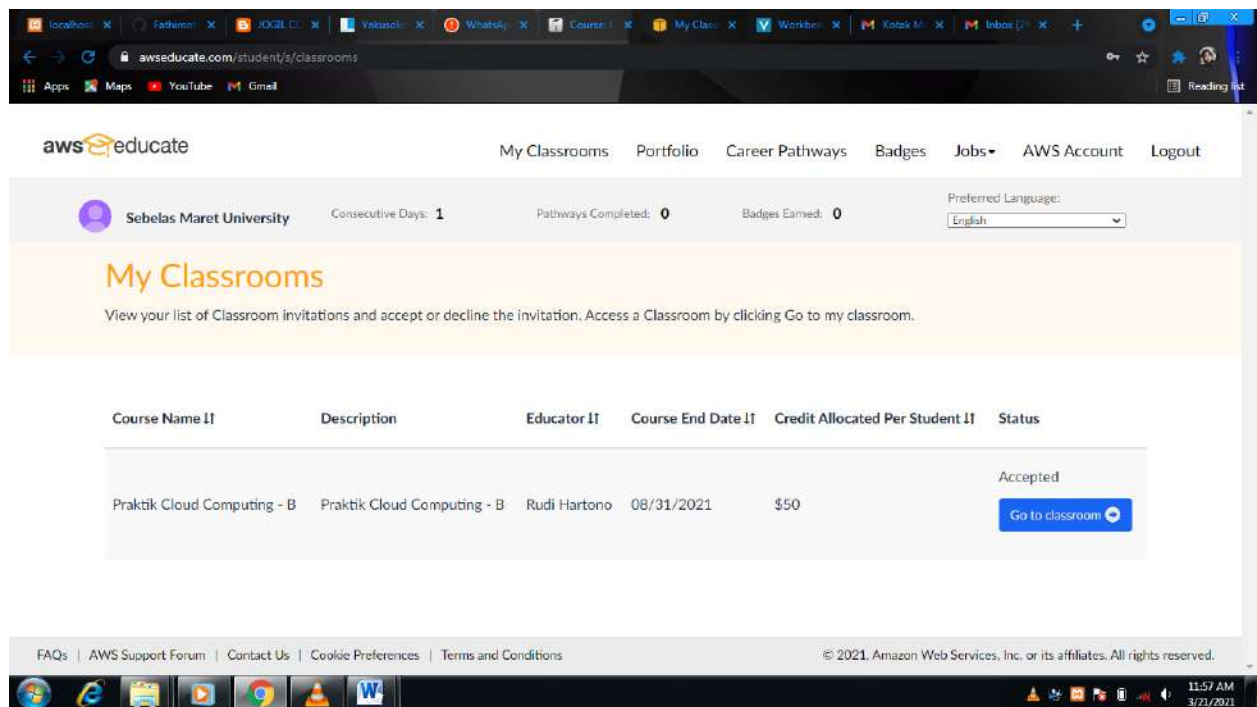 localhost
Fathimat
JOGIL CC
Yakusoku
WhatsAp
Course: C
My Class
Workben
Kotak M
Inbox (2
awseducate.com/student/s/classrooms
Apps Maps YouTube Gmail Reading list
aws educate
My Classrooms Portfolio Career Pathways Badges Jobs AWS Account Logout
Sebelas Maret University Consecutive Days: 1 Pathways Completed: 0 Badges Earned: 0 Preferred Language:
English
My Classrooms
View your list of Classroom invitations and accept or decline the invitation. Access a Classroom by clicking Go to my classroom.
Course Name Description Educator Course End Date Credit Allocated Per Student Status
Praktik Cloud Computing - B Praktik Cloud Computing - B Rudi Hartono 08/31/2021 $50 Accepted
Go to classroom
FAQs | AWS Support Forum | Contact Us | Cookie Preferences | Terms and Conditions © 2021, Amazon Web Services, Inc. or its affiliates. All rights reserved.
11:57 AM
3/21/2021